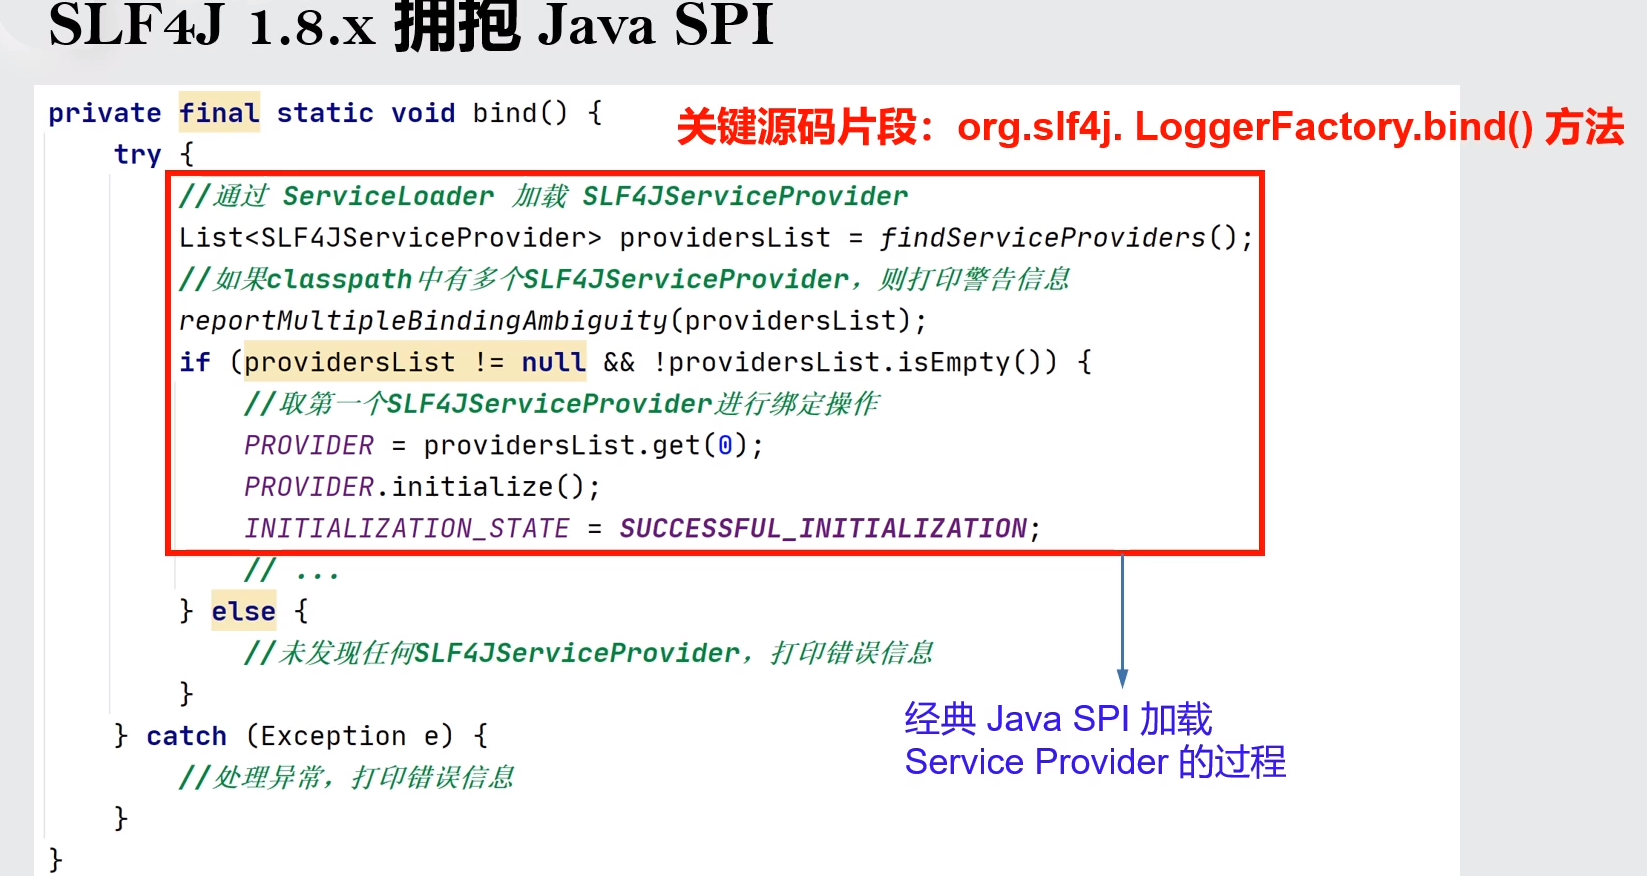 SLF4J 1.8.x 拥抱 Java SPI
关键源码片段：org.slf4j. LoggerFactory.bind() 方法
private final static void bind() {
try {
//通过 ServiceLoader 加载 SLF4JServiceProvider
List<SLF4JServiceProvider> providersList = findServiceProviders();
//如果classpath中有多个SLF4JServiceProvider，则打印警告信息
reportMultipleBindingAmbiguity(providersList);
if (providersList != null && !providersList.isEmpty()) {
//取第一个SLF4JServiceProvider进行绑定操作
PROVIDER = providersList.get(0);
PROVIDER.initialize();
INITIALIZATION_STATE = SUCCESSFUL_INITIALIZATION;
// ...
} else {
//未发现任何SLF4JServiceProvider，打印错误信息
}
} catch (Exception e) {
//处理异常，打印错误信息
}
}
经典 Java SPI 加载
Service Provider 的过程